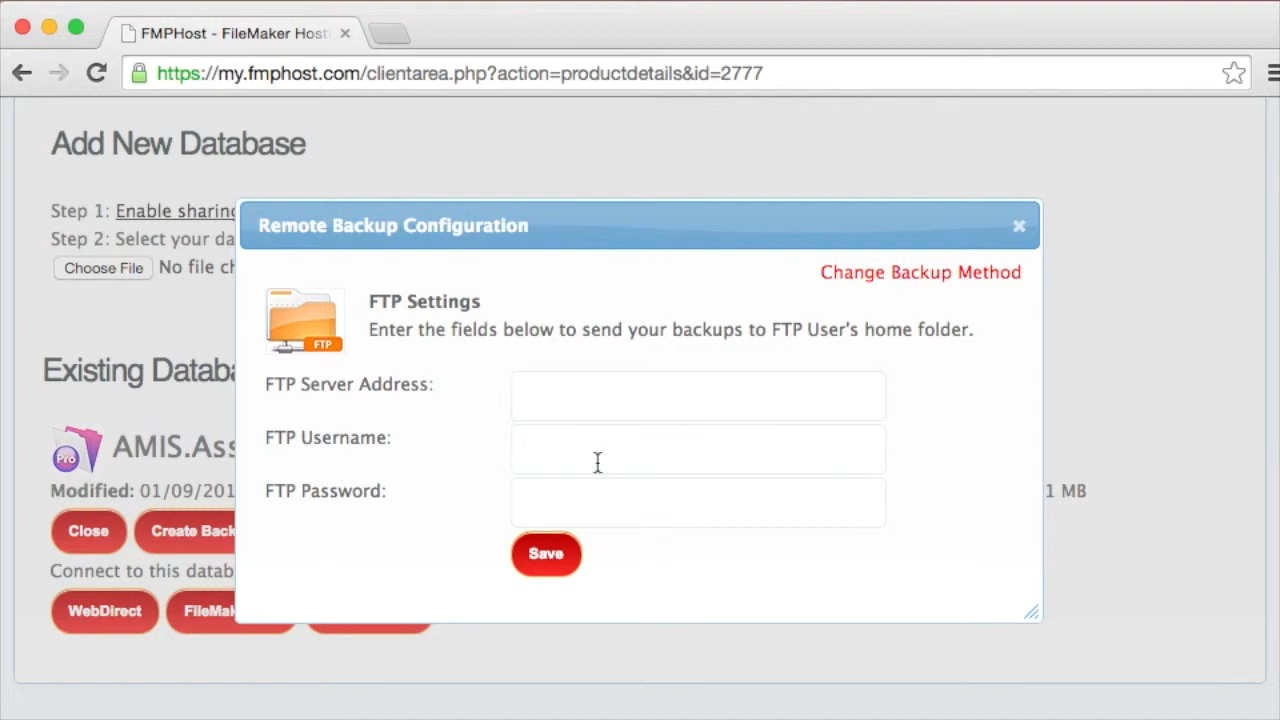 FMPHost - FileMaker Host
https://my.fmphost.com/clientarea.php?action=productdetails&id=2777
Add New Database
Step 1: Enable sharing
Step 2: Select your da
Choose File No file ch
Remote Backup Configuration
Change Backup Method
FTP
FTP Settings
Enter the fields below to send your backups to FTP User's home folder.
Existing Databa
FTP Server Address:
FTP Username:
Pro
AMIS.Ass
Modified: 01/09/201
FTP Password:
1 MB
Close
Create Back
Save
Connect to this datab
WebDirect
FileMak